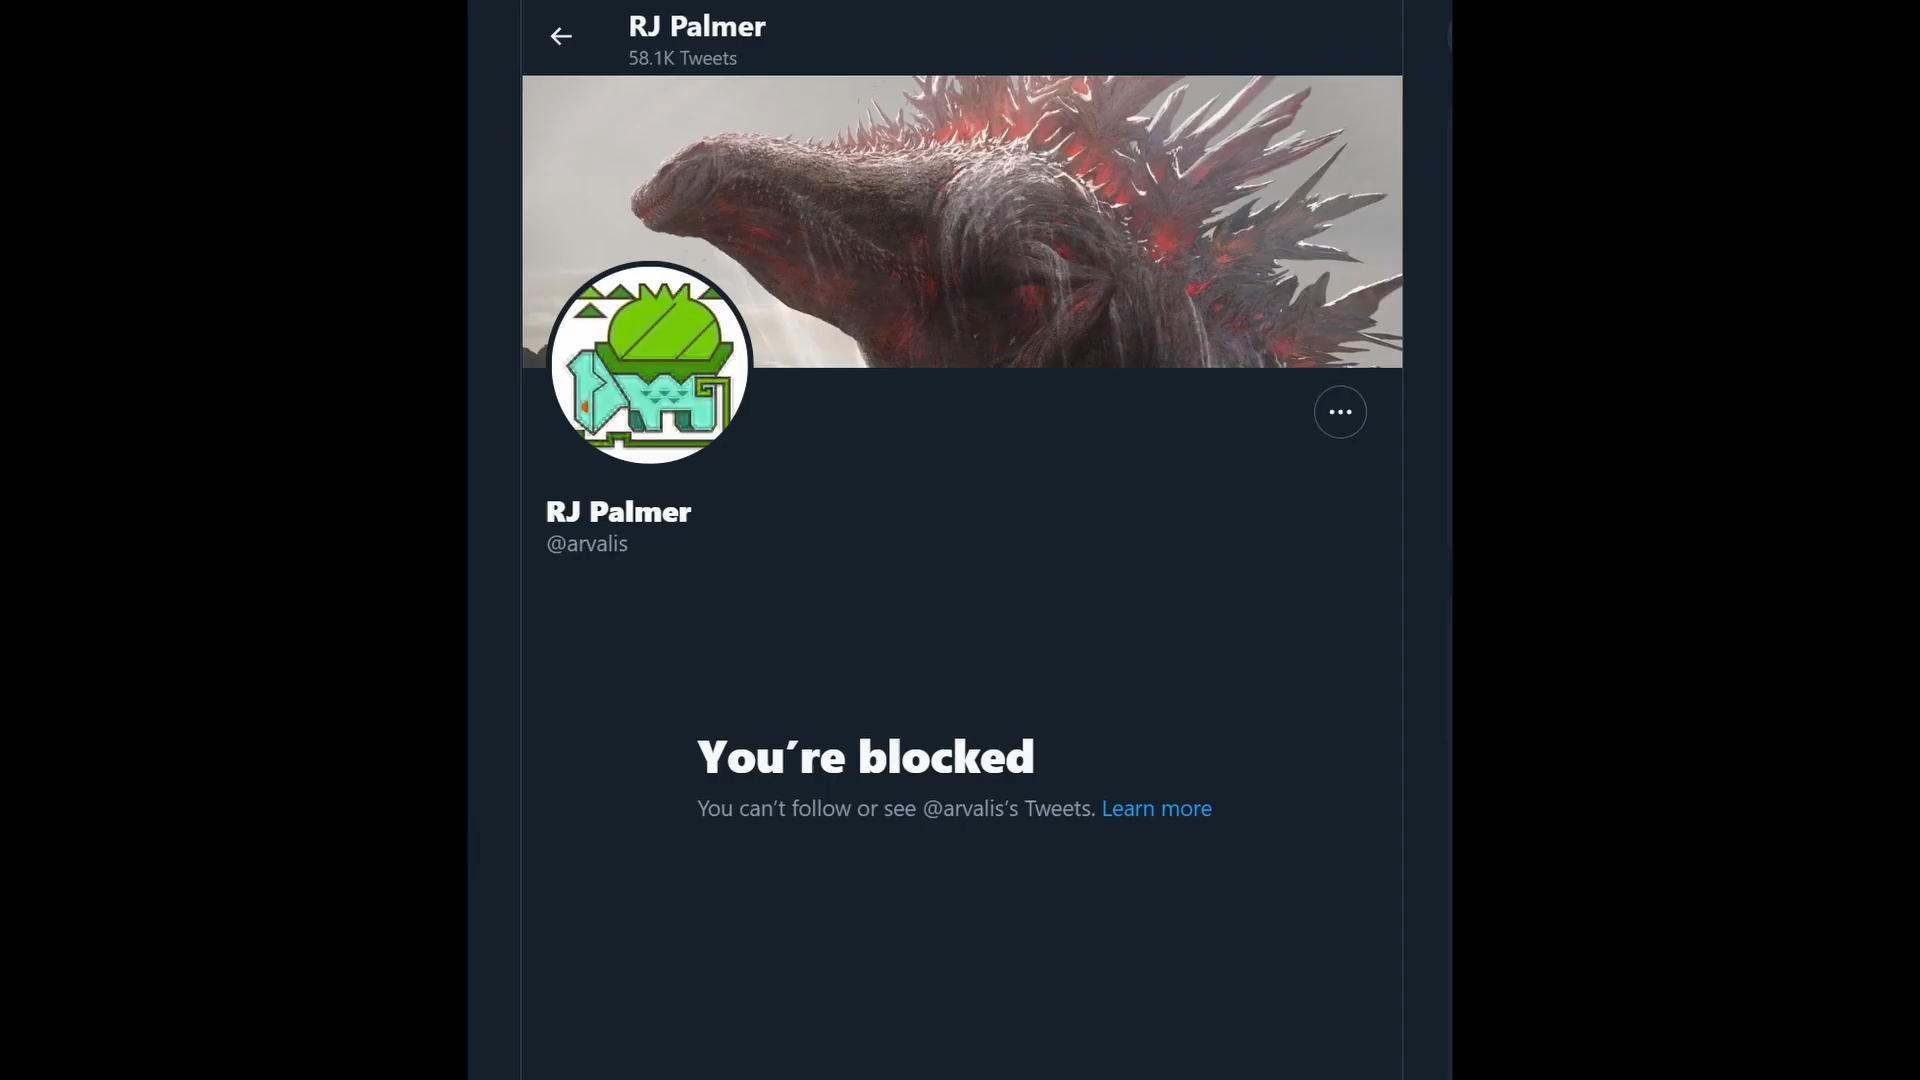 RJ Palmer
58.1K Tweets
RJ Palmer
@arvalis
You’re blocked
You can’t follow or see @arvalis’s Tweets. Learn more